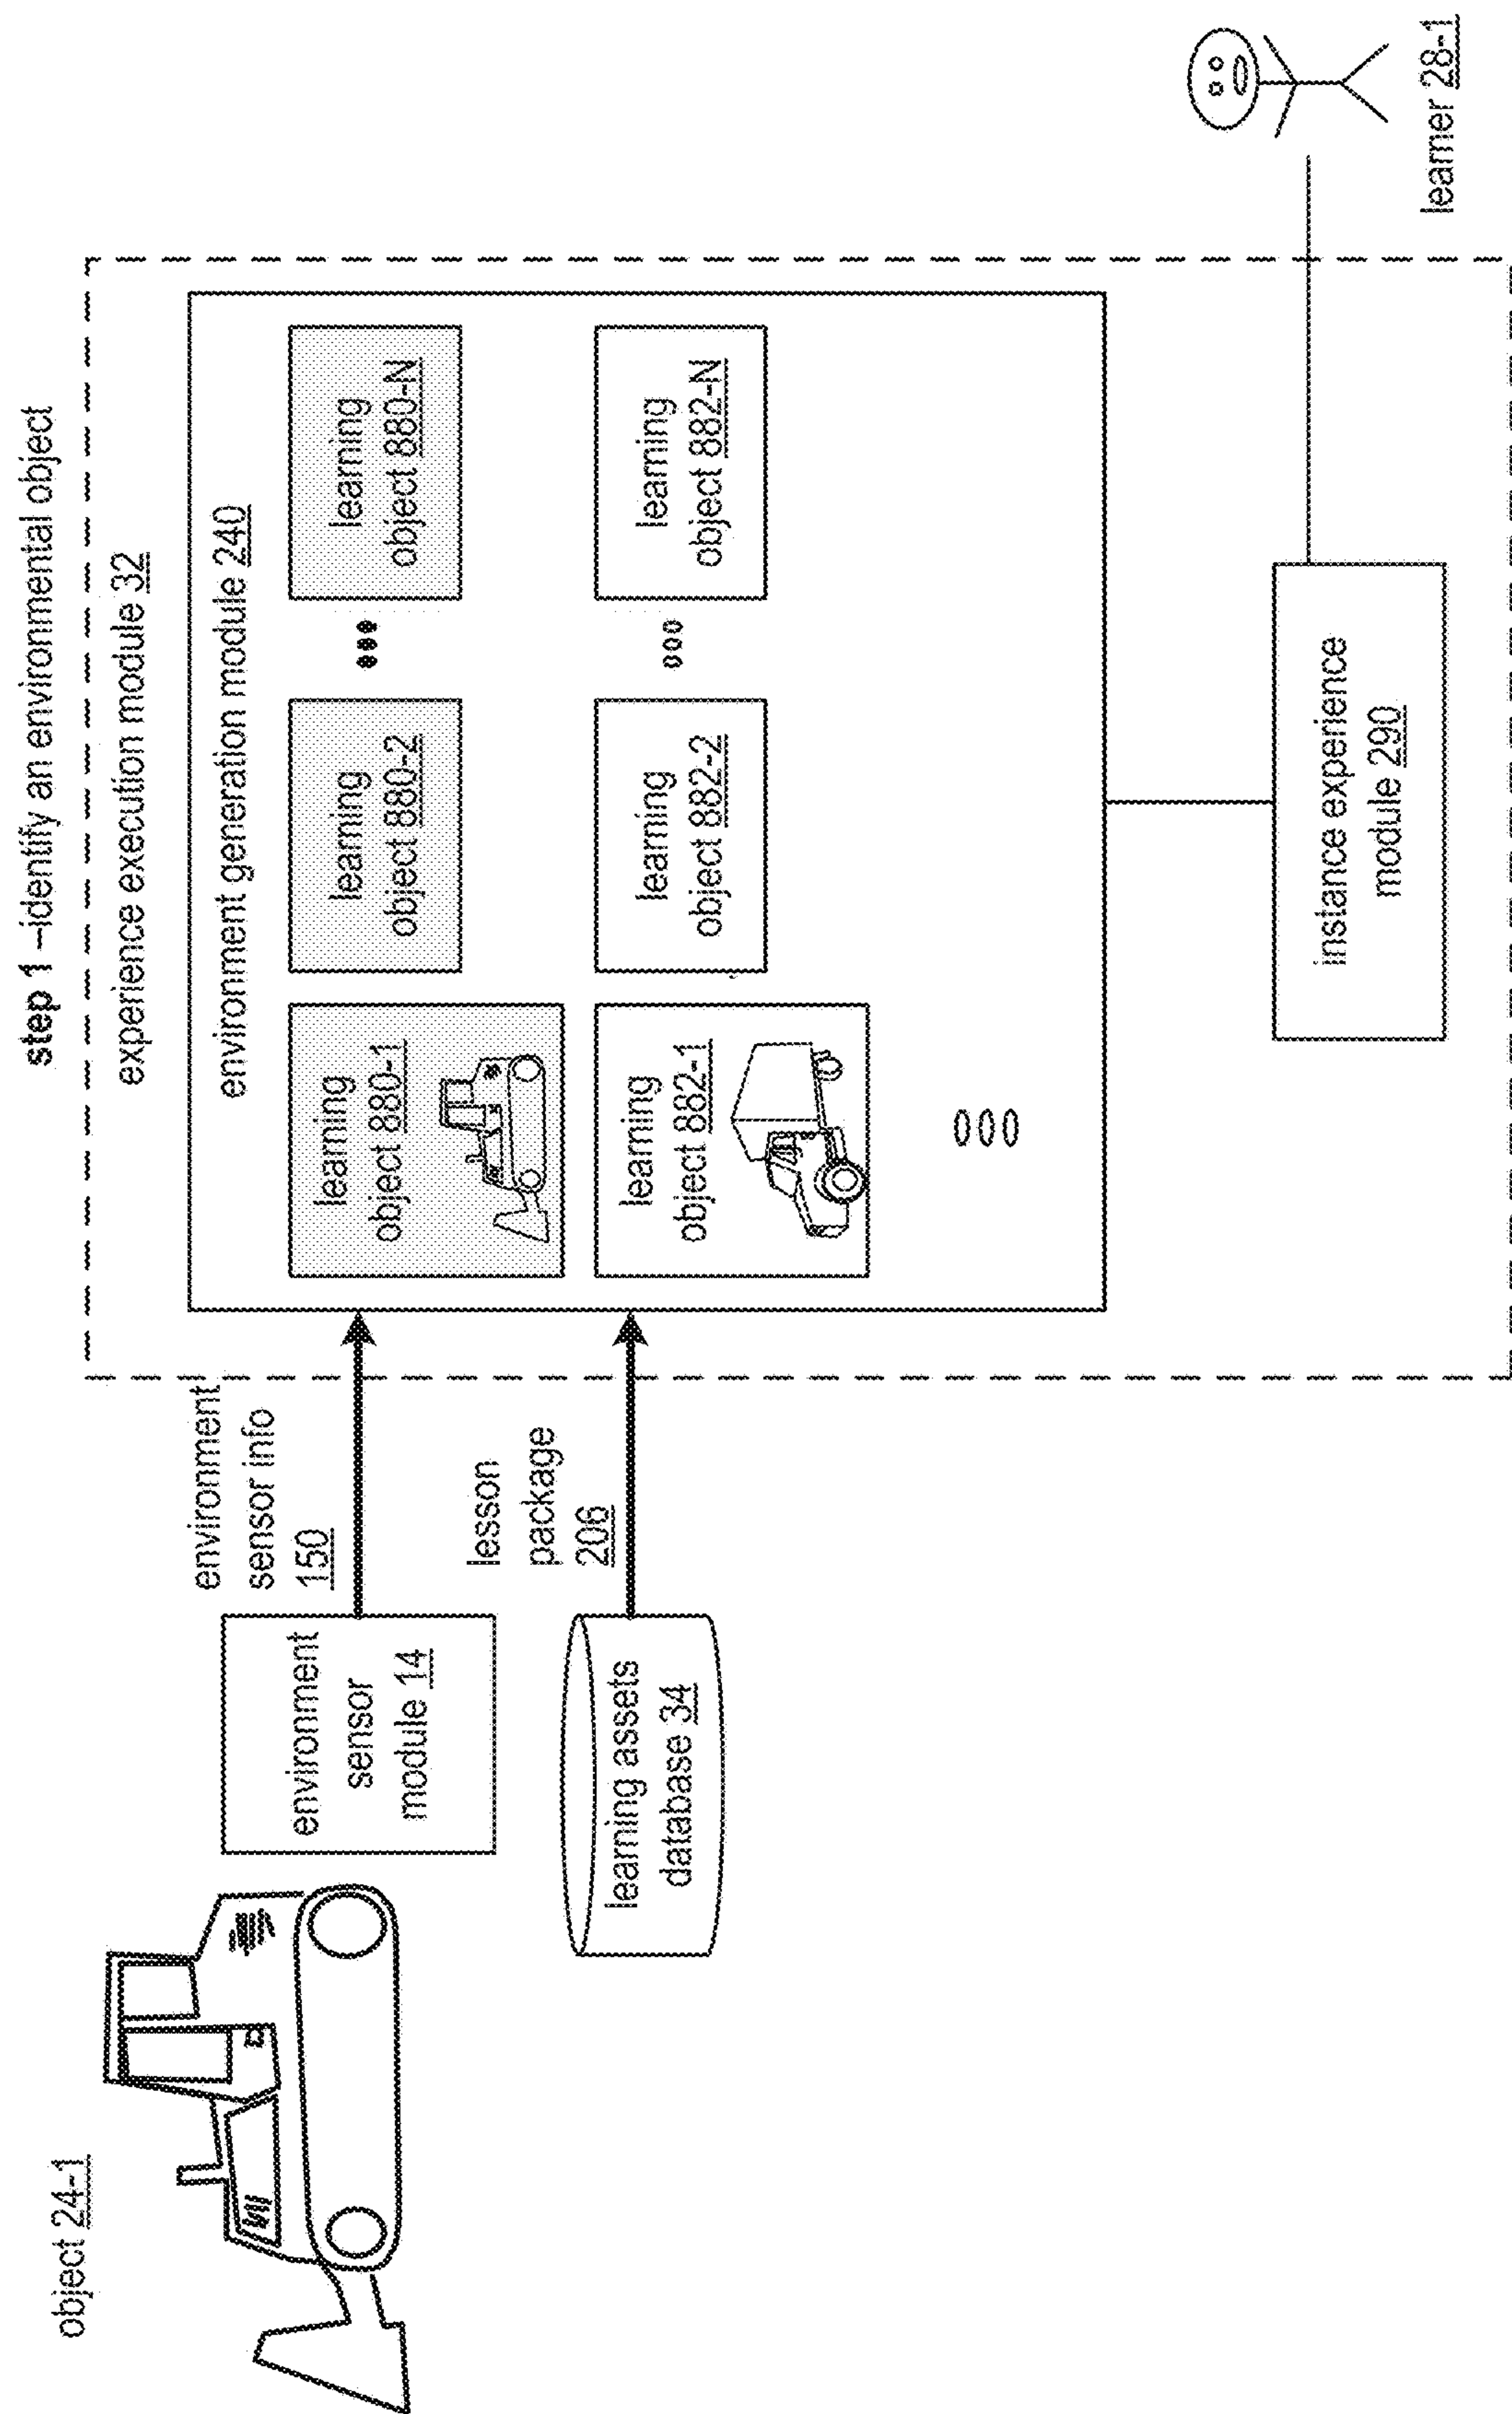 step 1 –identify an environmental object
object 24-1
experience execution module 32
environment
sensor info
150
environment generation module 240
environment
sensor
module 14
learning
object 880-1
learning
object 880-2
learning
object 880-N
lesson
package
206
learning assets
database 34
learning
object 882-1
learning
object 882-2
learning
object 882-N
instance experience
module 290
learner 28-1